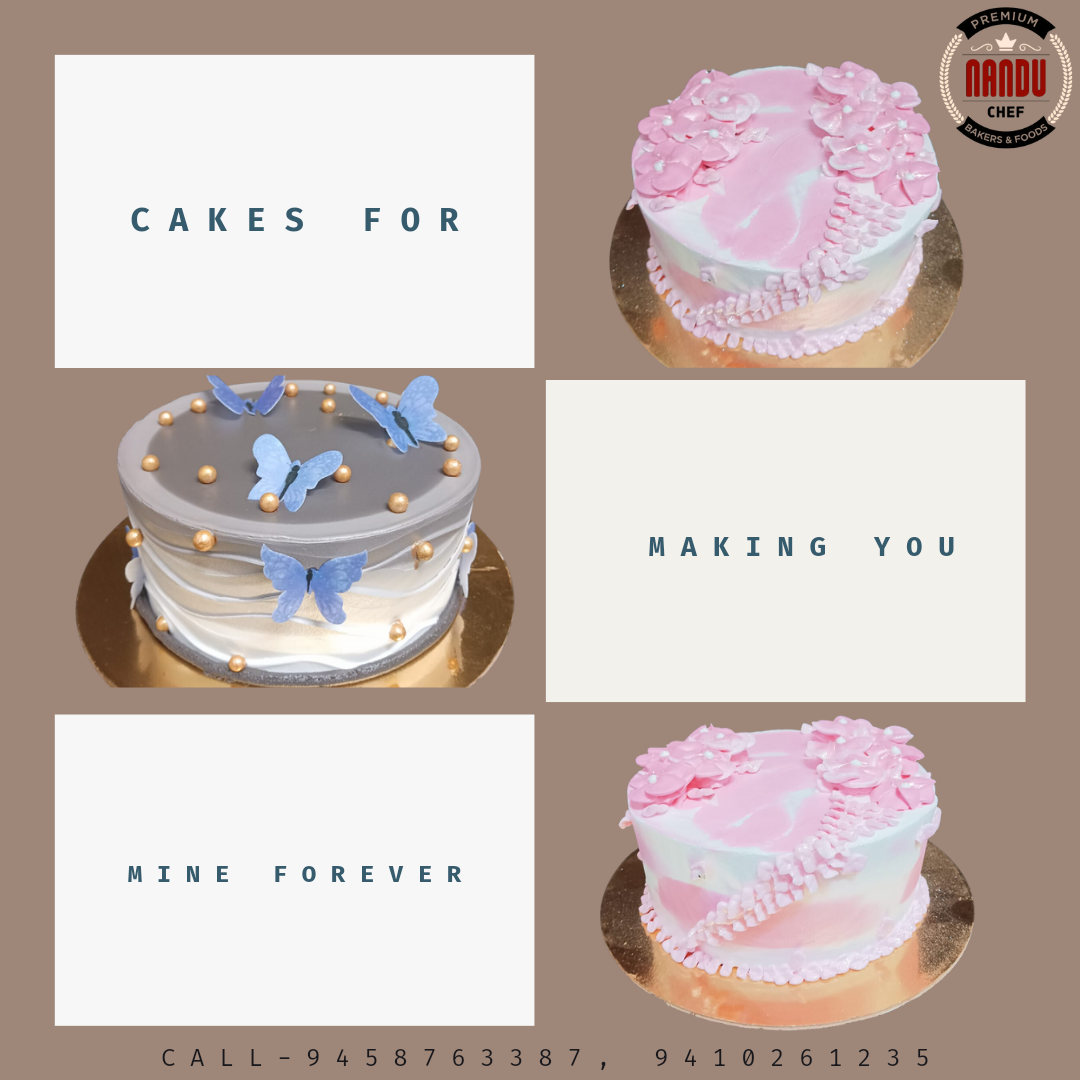 PREMIUM
NANDU
CHEF
BAKERS & FOODS
CAKES FOR
MAKING YOU
MINE FOREVER
CALL-9458763387, 9410261235